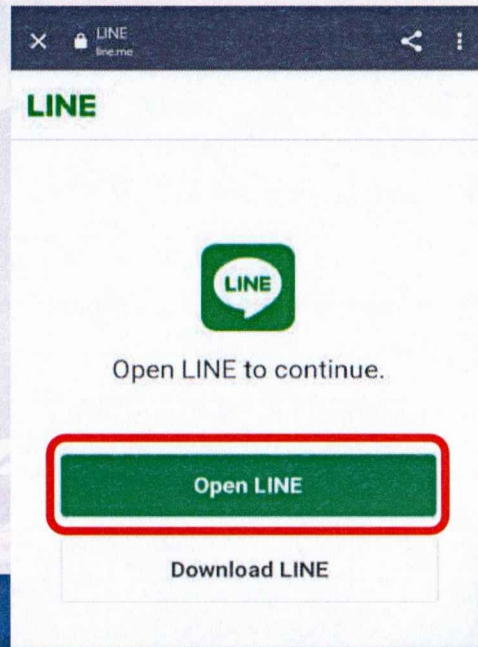 LINE
line.me
LINE
LINE
Open LINE to continue.
Open LINE
Download LINE